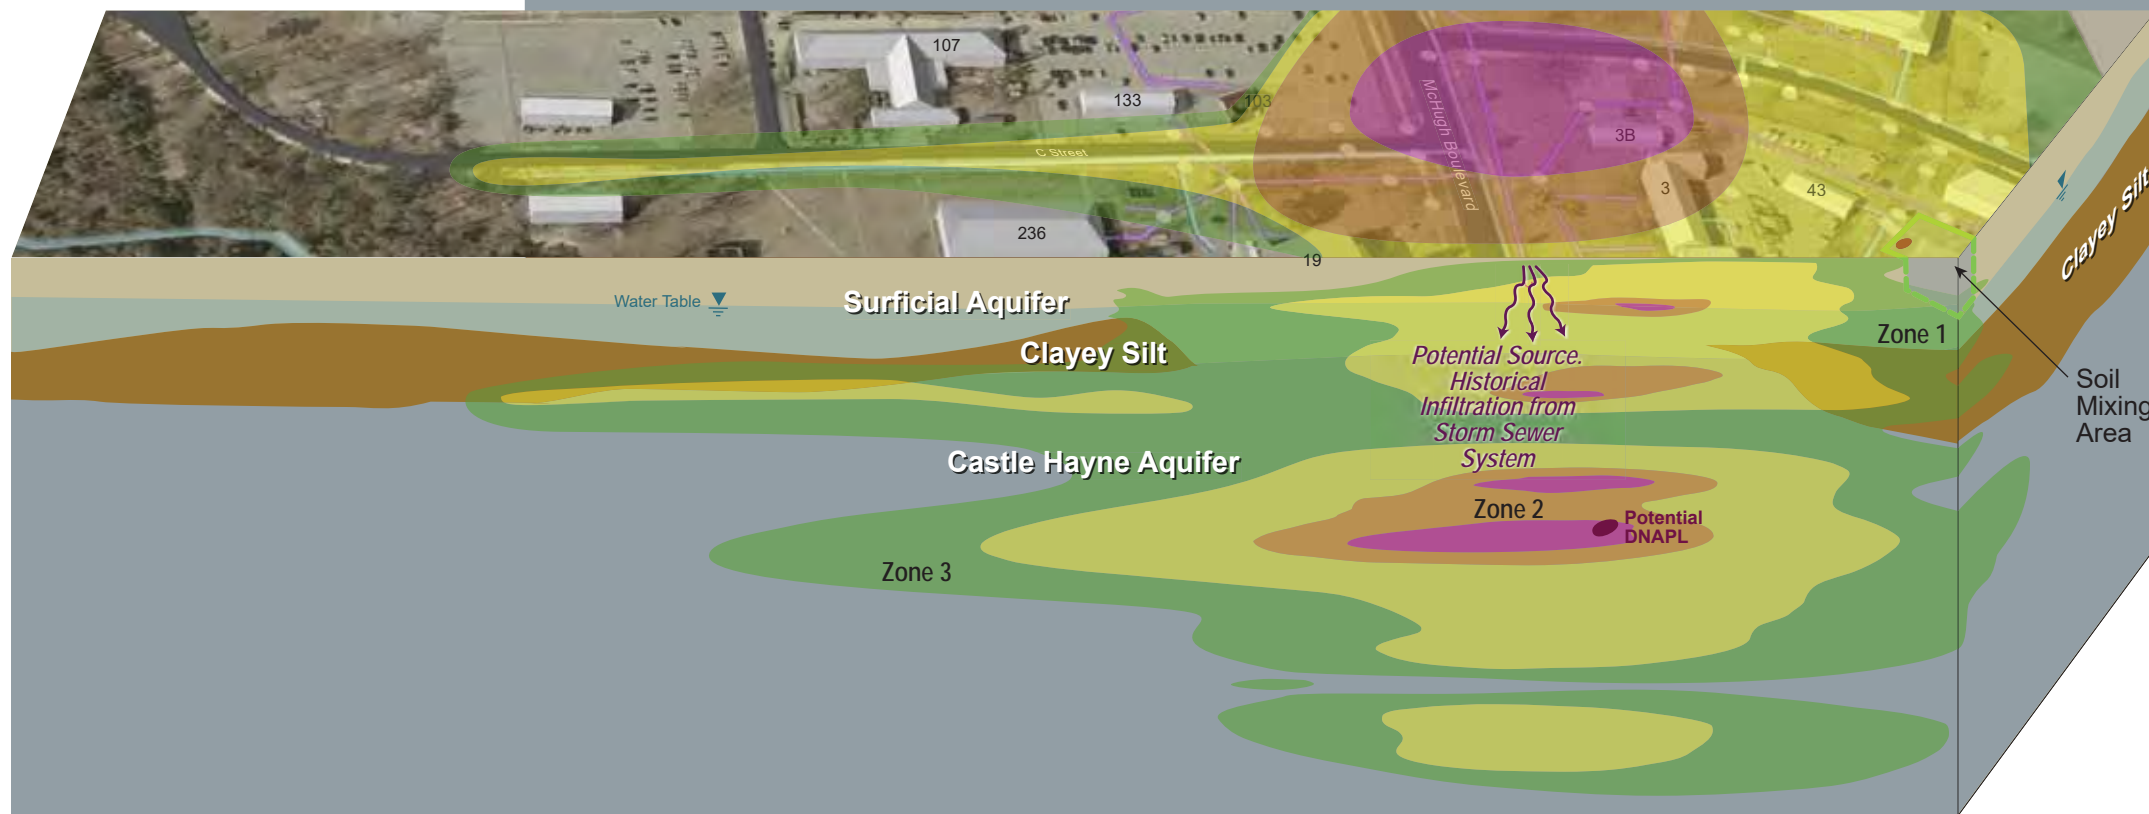 107
133
103
McHugh Boulevard
3B
C Street
3
43
236
19
Clayey Silt
Water Table
Surficial Aquifer
Zone 1
Clayey Silt
Potential Source.
Historical
Infiltration from
Storm Sewer
System
Soil
Mixing
Area
Castle Hayne Aquifer
Zone 2
Potential
DNAPL
Zone 3